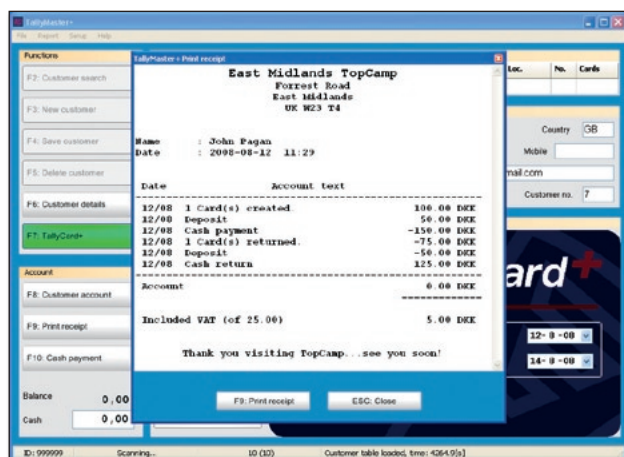 TallyMaster+
File Export Setup Help
Functions
F2: Customer search
F3: New customer
F4: Save customer
F5: Delete customer
F6: Customer details
F7: TallyCard+
Account
F8: Customer account
F9: Print receipt
F10: Cash payment
Balance 0,00
Cash 0,00
TallyMaster+ Print receipt
East Midlands TopCamp
Forrest Road
East Midlands
UK W23 T4
Name : John Pagan
Date : 2008-08-12 11:29
Date Account text
12/08 1 Card(s) created. 100.00 DKK
12/08 Deposit 50.00 DKK
12/08 Cash payment -150.00 DKK
12/08 1 Card(s) returned. -75.00 DKK
12/08 Deposit -50.00 DKK
12/08 Cash return 125.00 DKK
Account 0.00 DKK
Included VAT (of 25.00) 5.00 DKK
Thank you visiting TopCamp...see you soon!
F9: Print receipt ESC: Close
Loc. No. Cards
Country GB
Mobile
mail.com
Customer no. 7
ard+
12- 8 -08
14- 8 -08
ID: 999999 Scanning... 10 (10) Customer table loaded, time: 4264.9[s]